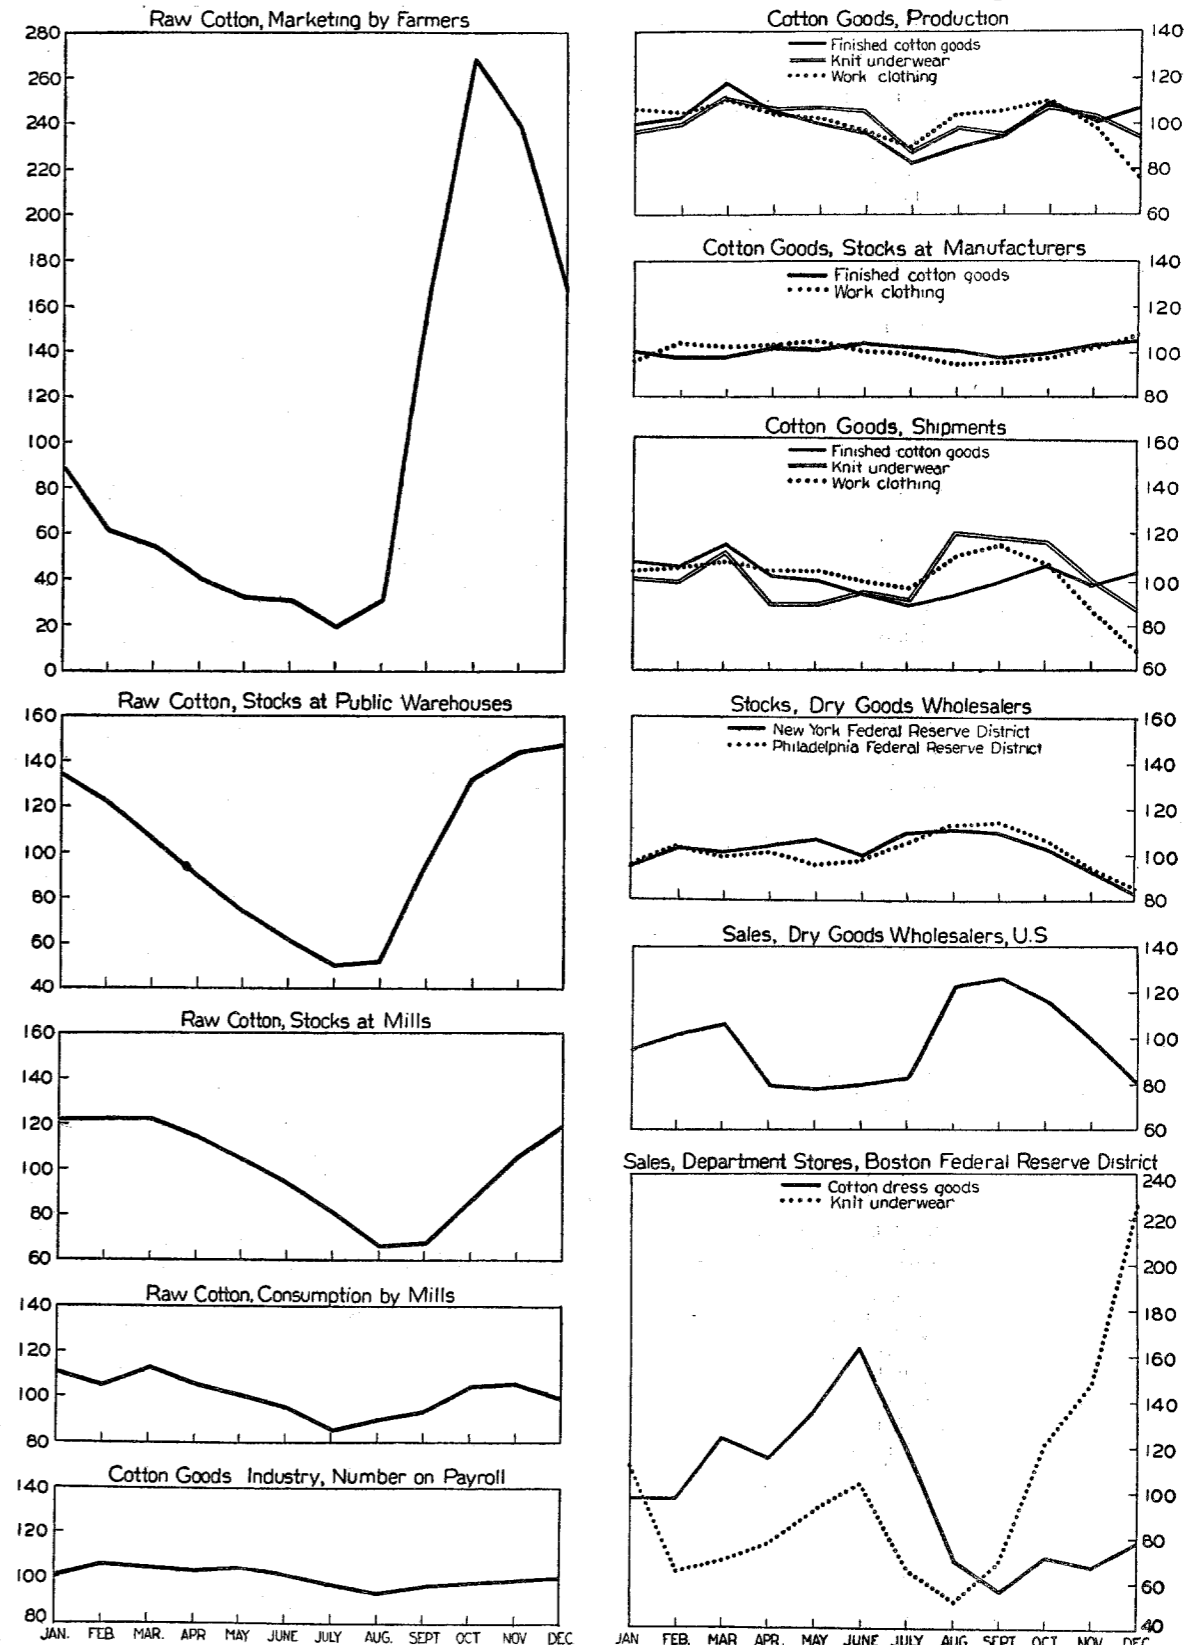 Raw Cotton, Marketing by Farmers
280
260
240
220
200
180
160
140
120
100
80
60
40
20
0
Raw Cotton, Stocks at Public Warehouses
160
140
120
100
80
60
40
Raw Cotton, Stocks at Mills
160
140
120
100
80
60
Raw Cotton, Consumption by Mills
140
120
100
80
Cotton Goods Industry, Number on Payroll
140
120
100
80
JAN. FEB. MAR. APR MAY JUNE JULY AUG. SEPT OCT NOV DEC
Cotton Goods, Production
Finished cotton goods
Knit underwear
Work clothing
140
120
100
80
60
Cotton Goods, Stocks at Manufacturers
Finished cotton goods
Work clothing
140
120
100
80
Cotton Goods, Shipments
Finished cotton goods
Knit underwear
Work clothing
160
140
120
100
80
60
Stocks, Dry Goods Wholesalers
New York Federal Reserve District
Philadelphia Federal Reserve District
160
140
120
100
80
Sales, Dry Goods Wholesalers, U.S
140
120
100
80
60
Sales, Department Stores, Boston Federal Reserve District
Cotton dress goods
Knit underwear
240
220
200
180
160
140
120
100
80
60
40
JAN FEB. MAR APR. MAY JUNE JULY AUG SEPT OCT NOV. DEC